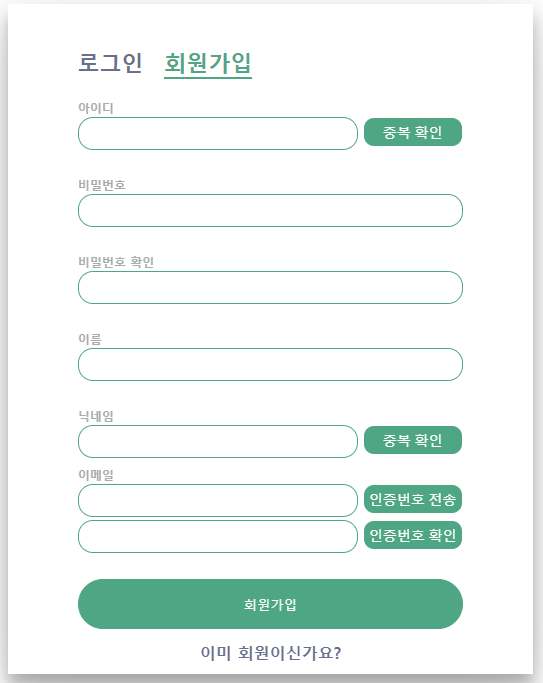 로그인 회원가입
아이디
중복 확인
비밀번호
비밀번호 확인
이름
닉네임
중복 확인
이메일
인증번호 전송
인증번호 확인
회원가입
이미 회원이신가요?